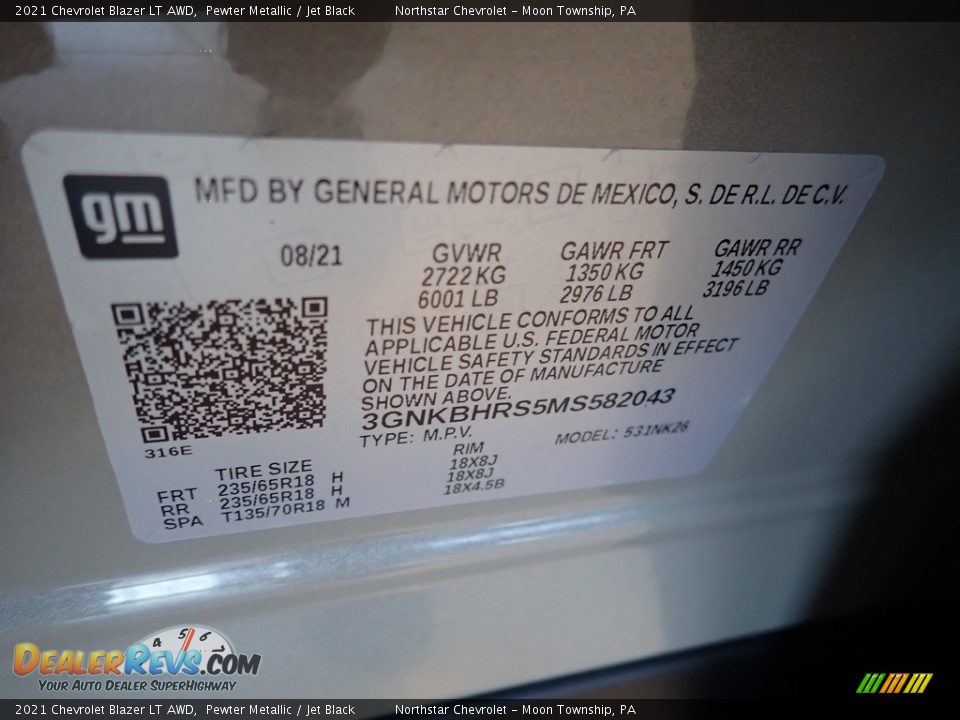 2021 Chevrolet Blazer LT AWD,  Pewter Metallic / Jet Black     Northstar Chevrolet – Moon Township, PA
gm
MFD BY GENERAL MOTORS DE MEXICO, S. DE R.L. DE C.V.
08/21 GVWR GAWR FRT GAWR RR
2722 KG 1350 KG 1450 KG
6001 LB 2976 LB 3196 LB
THIS VEHICLE CONFORMS TO ALL
APPLICABLE U.S. FEDERAL MOTOR
VEHICLE SAFETY STANDARDS IN EFFECT
ON THE DATE OF MANUFACTURE
SHOWN ABOVE.
3GNKBHRS5MS582043
TYPE: M.P.V. MODEL: 531NK26
316E
TIRE SIZE RIM
FRT 235/65R18 H 18X8J
RR 235/65R18 H 18X8J
SPA T135/70R18 M 18X4.5B
4 5 6 7
DEALERREVS.COM
YOUR AUTO DEALER SUPERHIGHWAY
2021 Chevrolet Blazer LT AWD,  Pewter Metallic / Jet Black     Northstar Chevrolet – Moon Township, PA